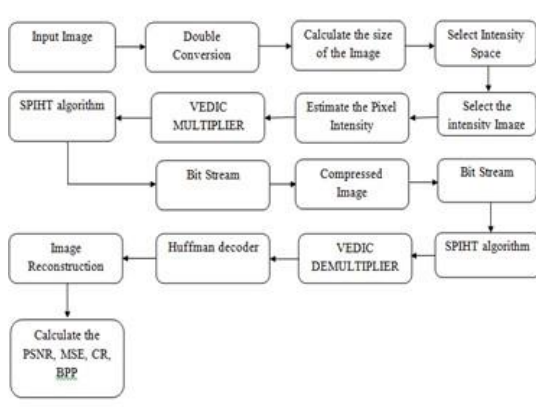 Input Image
Double
Conversion
Calculate the size
of the Image
Select Intensity
Space
Select the
intensity Image
Estimate the Pixel
Intensity
VEDIC
MULTIPLIER
SPIHT algorithm
Bit Stream
Compressed
Image
Bit Stream
SPIHT algorithm
VEDIC
DEMULTIPLIER
Huffman decoder
Image
Reconstruction
Calculate the
PSNR, MSE, CR,
BPP